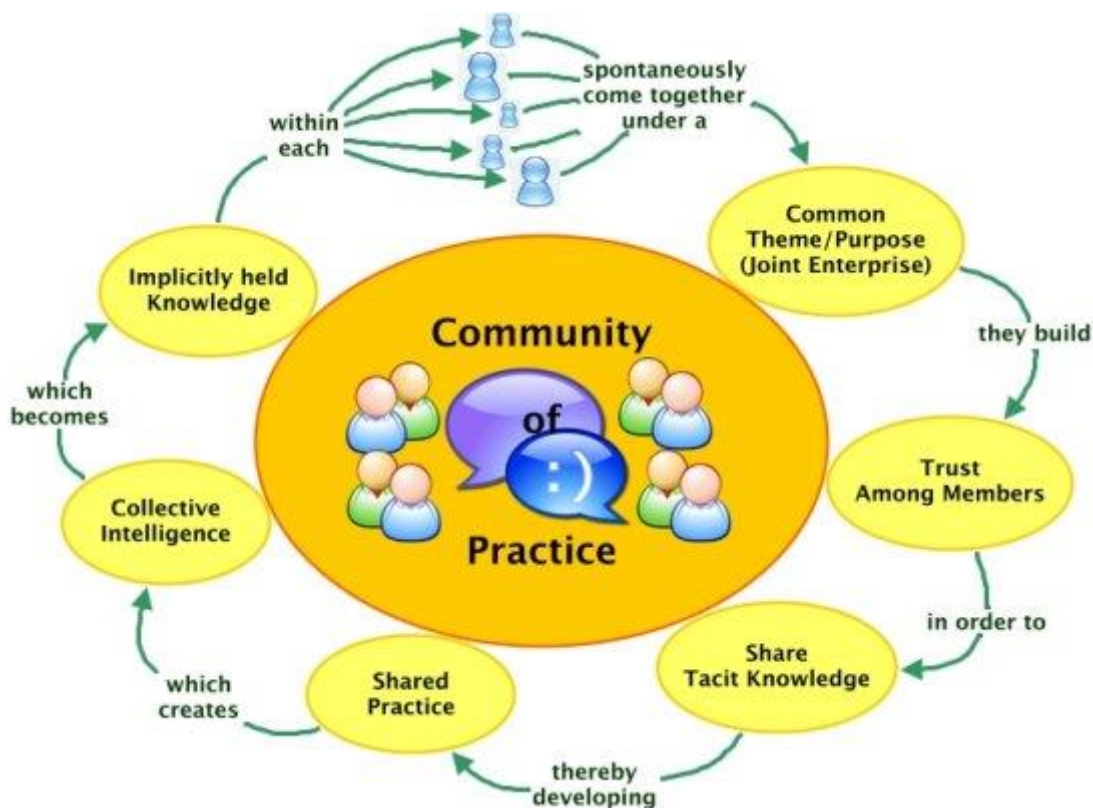 within
each
spontaneously
come together
under a
Common
Theme/Purpose
(Joint Enterprise)
they build
Trust
Among Members
in order to
Share
Tacit Knowledge
thereby
developing
Shared
Practice
which
creates
Collective
Intelligence
which
becomes
Implicitly held
Knowledge
Community
of
:)
Practice